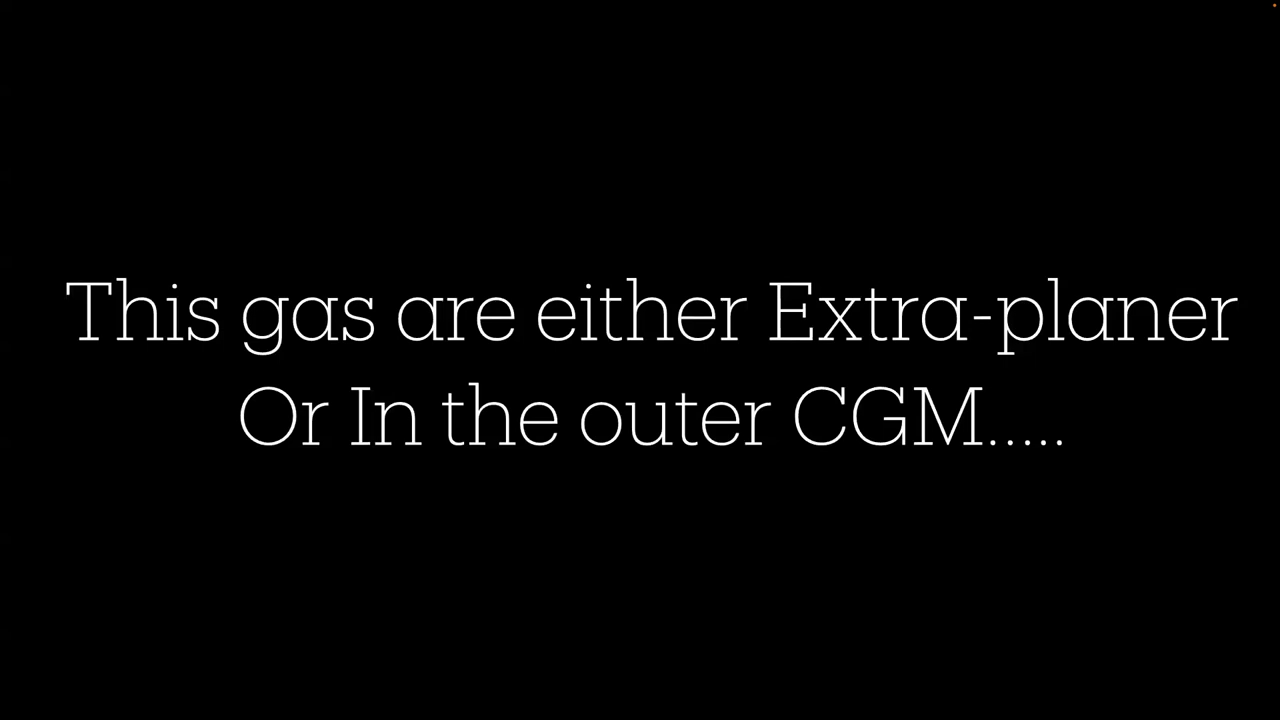 This gas are either Extra-planer
Or In the outer CGM.....